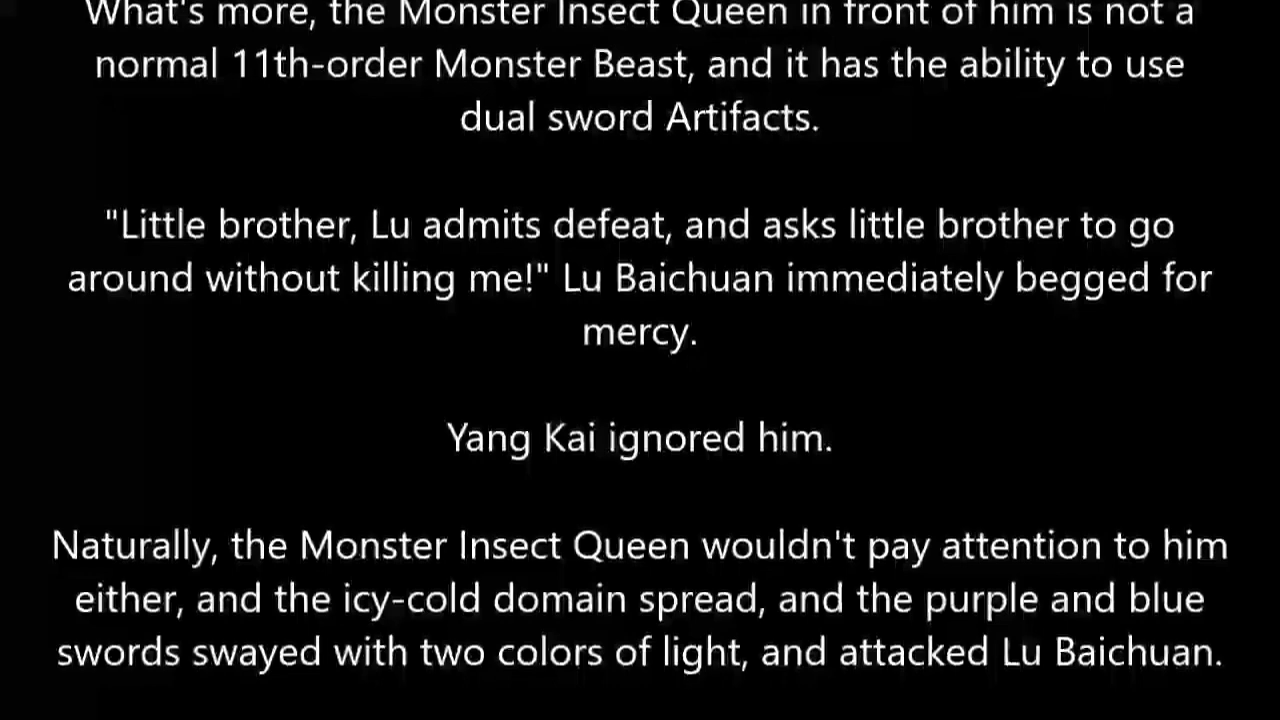 What's more, the Monster Insect Queen in front of him is not a
normal 11th-order Monster Beast, and it has the ability to use
dual sword Artifacts.
"Little brother, Lu admits defeat, and asks little brother to go
around without killing me!" Lu Baichuan immediately begged for
mercy.
Yang Kai ignored him.
Naturally, the Monster Insect Queen wouldn't pay attention to him
either, and the icy-cold domain spread, and the purple and blue
swords swayed with two colors of light, and attacked Lu Baichuan.